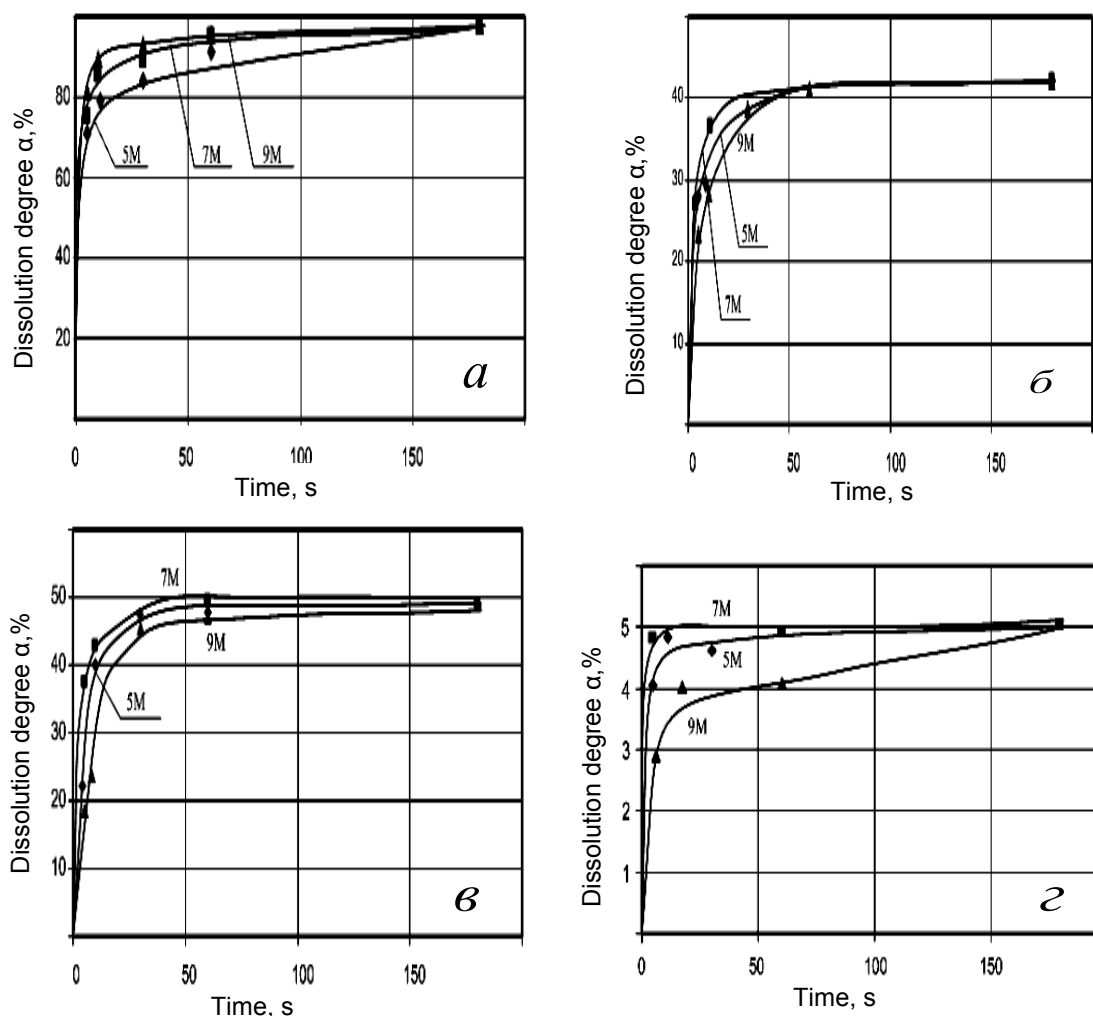 Dissolution degree α,%
80
60
40
20
5M
7M
9M
а
0
50
100
150
Time, s
Dissolution degree α,%
40
30
20
10
9M
5M
7M
б
0
50
100
150
Time, s
Dissolution degree α,%
50
40
30
20
10
7M
9M
5M
в
0
50
100
150
Time, s
Dissolution degree α,%
5
4
3
2
1
7M
5M
9M
г
0
50
100
150
Time, s